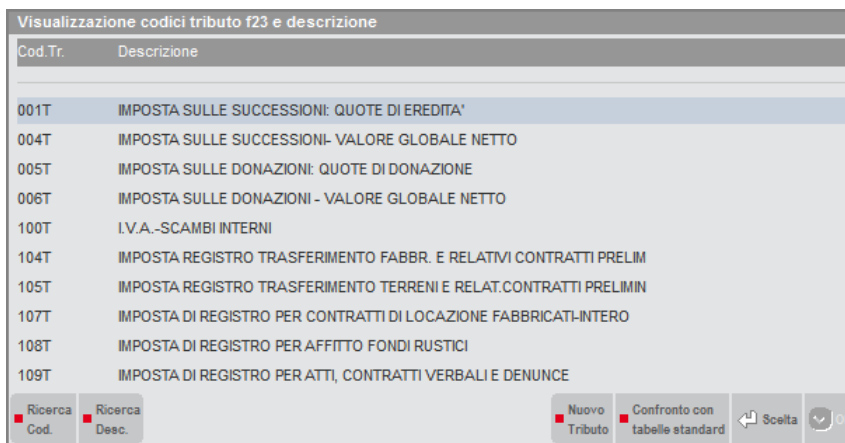 Visualizzazione codici tributo f23 e descrizione
Cod.Tr. Descrizione
001T IMPOSTA SULLE SUCCESSIONI: QUOTE DI EREDITA'
004T IMPOSTA SULLE SUCCESSIONI- VALORE GLOBALE NETTO
005T IMPOSTA SULLE DONAZIONI: QUOTE DI DONAZIONE
006T IMPOSTA SULLE DONAZIONI - VALORE GLOBALE NETTO
100T I.V.A.-SCAMBI INTERNI
104T IMPOSTA REGISTRO TRASFERIMENTO FABBR. E RELATIVI CONTRATTI PRELIM
105T IMPOSTA REGISTRO TRASFERIMENTO TERRENI E RELAT.CONTRATTI PRELIMIN
107T IMPOSTA DI REGISTRO PER CONTRATTI DI LOCAZIONE FABBRICATI-INTERO
108T IMPOSTA DI REGISTRO PER AFFITTO FONDI RUSTICI
109T IMPOSTA DI REGISTRO PER ATTI, CONTRATTI VERBALI E DENUNCE
Ricerca Cod.
Ricerca Desc.
Nuovo Tributo
Confronto con tabelle standard
Scelta